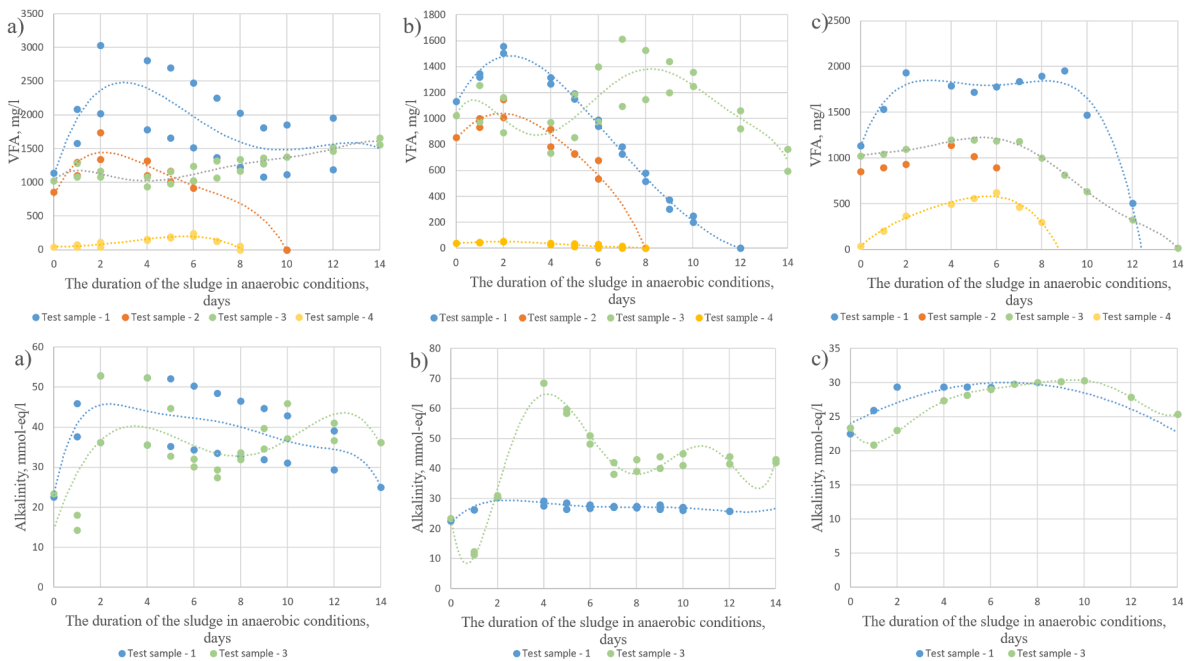 a)
3500
3000
2500
2000
1500
1000
500
0
VFA, mg/l
0 2 4 6 8 10 12 14
The duration of the sludge in anaerobic conditions,
days
Test sample - 1 Test sample - 2 Test sample - 3 Test sample - 4
b)
1800
1600
1400
1200
1000
800
600
400
200
0
VFA, mg/l
0 2 4 6 8 10 12 14
The duration of the sludge in anaerobic conditions,
days
Test sample - 1 Test sample - 2 Test sample - 3 Test sample - 4
c)
2500
2000
1500
1000
500
0
VFA, mg/l
0 2 4 6 8 10 12 14
The duration of the sludge in anaerobic conditions,
days
Test sample - 1 Test sample - 2 Test sample - 3 Test sample - 4
a)
60
50
40
30
20
10
0
Alkalinity, mmol-eq/l
0 2 4 6 8 10 12 14
The duration of the sludge in anaerobic conditions,
days
Test sample - 1 Test sample - 3
b)
80
70
60
50
40
30
20
10
0
Alkalinity, mmol-eq/l
0 2 4 6 8 10 12 14
The duration of the sludge in anaerobic conditions,
days
Test sample - 1 Test sample - 3
c)
35
30
25
20
15
10
5
0
Alkalinity, mmol-eq/l
0 2 4 6 8 10 12 14
The duration of the sludge in anaerobic conditions,
days
Test sample - 1 Test sample - 3